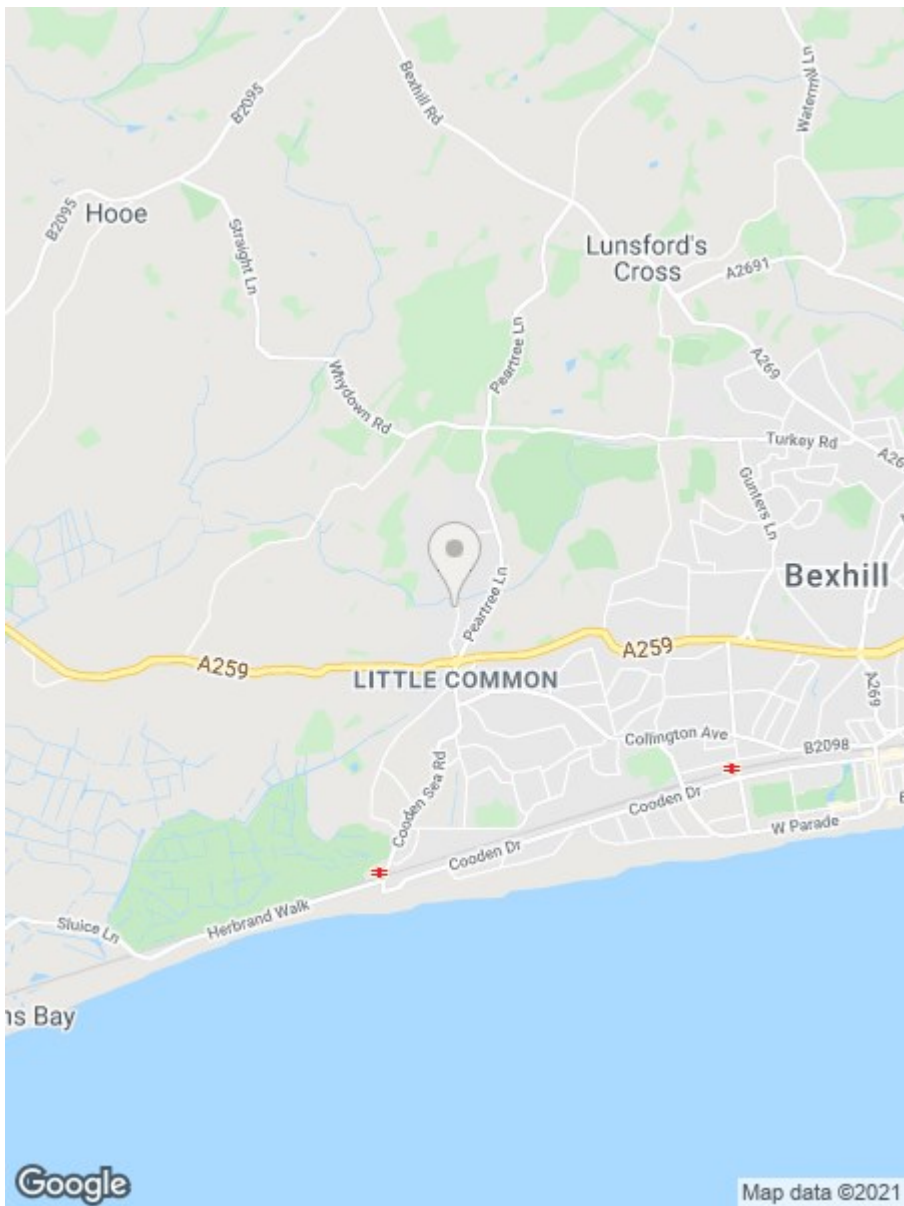 B2095
Bexhill Rd
Watermill Ln
B2095
Hooe
Straight Ln
Lunsford's
Cross
A2691
Peartree Ln
A269
Whydown Rd
Turkey Rd
Gunters Ln
Bexhill
Peartree Ln
A259
A259
LITTLE COMMON
A269
Collington Ave
B2098
Cooden Sea Rd
Cooden Dr
W Parade
Cooden Dr
Herbrand Walk
Sluice Ln
ns Bay
Google
Map data ©2021